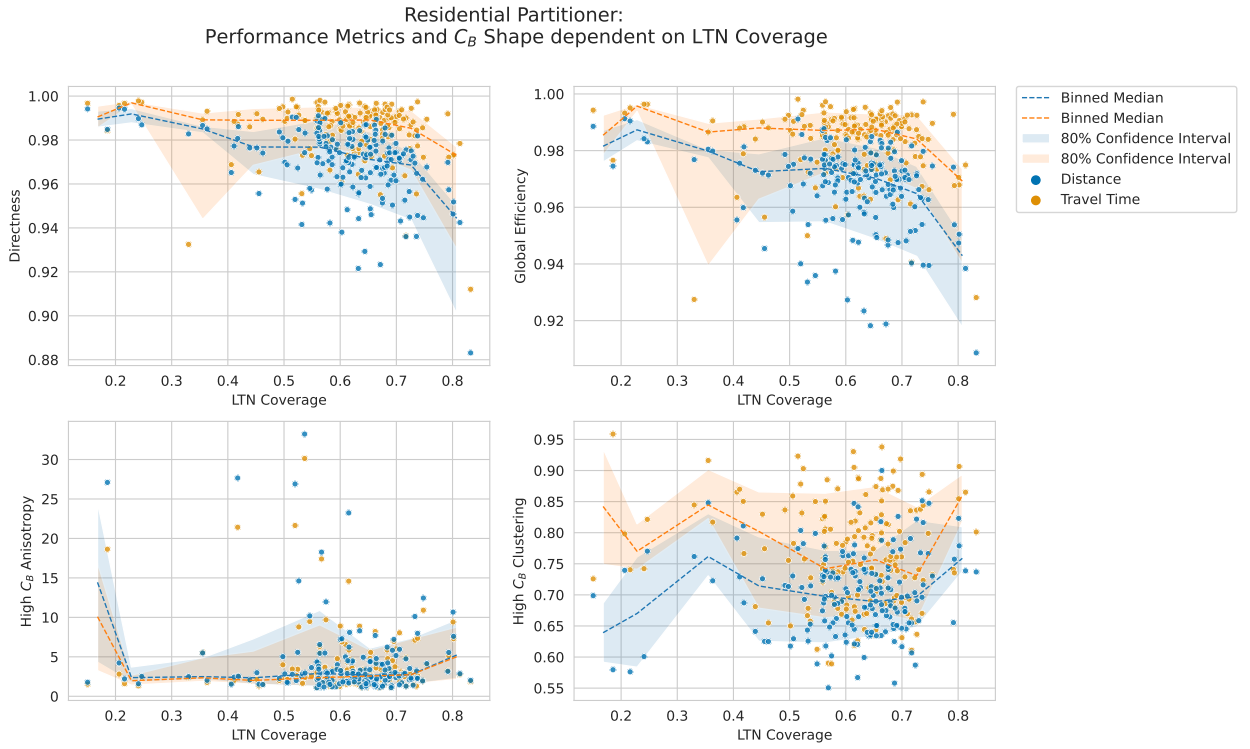 Residential Partitioner:
Performance Metrics and C_B Shape dependent on LTN Coverage
1.00
0.98
0.96
0.94
0.92
0.90
0.88
Directness
0.2 0.3 0.4 0.5 0.6 0.7 0.8
LTN Coverage
1.00
0.98
0.96
0.94
0.92
Global Efficiency
0.2 0.3 0.4 0.5 0.6 0.7 0.8
LTN Coverage
Binned Median
Binned Median
80% Confidence Interval
80% Confidence Interval
Distance
Travel Time
30
25
20
15
10
5
0
High C_B Anisotropy
0.2 0.3 0.4 0.5 0.6 0.7 0.8
LTN Coverage
0.95
0.90
0.85
0.80
0.75
0.70
0.65
0.60
0.55
High C_B Clustering
0.2 0.3 0.4 0.5 0.6 0.7 0.8
LTN Coverage